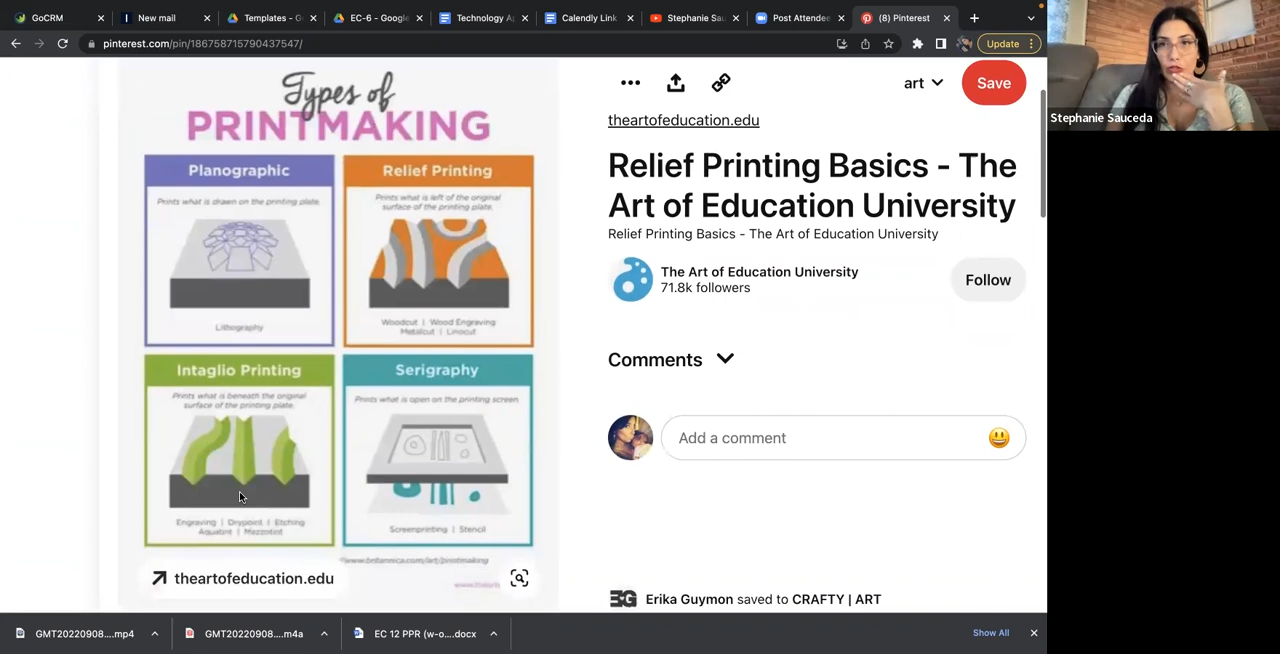 GoCRM
New mail
Templates - G
EC-6 - Google
Technology A
Calendly Link
Stephanie Sau
Post Attendee
(8) Pinterest
pinterest.com/pin/186758715790437547/
Update
Stephanie Sauceda
Types of
PRINTMAKING
Planographic
Prints what is drawn on the printing plate.
Lithography
Relief Printing
Prints what is left of the original
surface of the printing plate.
Woodcut | Wood Engraving
Metalcut | Linocut
Intaglio Printing
Prints what is beneath the original
surface of the printing plate.
Engraving | Drypoint | Etching
Aquatint | Mezzotint
Serigraphy
Prints what is open on the printing screen.
Screenprinting | Stencil
www.britannica.com/art/printmaking
theartofeducation.edu
art
Save
theartofeducation.edu
Relief Printing Basics - The
Art of Education University
Relief Printing Basics - The Art of Education University
The Art of Education University
71.8k followers
Follow
Comments
Add a comment
EG
Erika Guymon saved to CRAFTY | ART
GMT20220908....mp4
GMT20220908....m4a
EC 12 PPR (w-o....docx
Show All